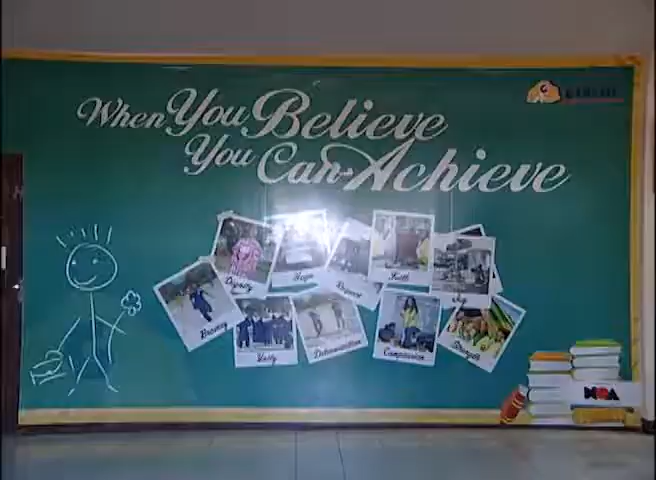 When You Believe
You Can Achieve
Dignity
Hope
Respect
Faith
Joy
Bravery
Unity
Determination
Compassion
Strength